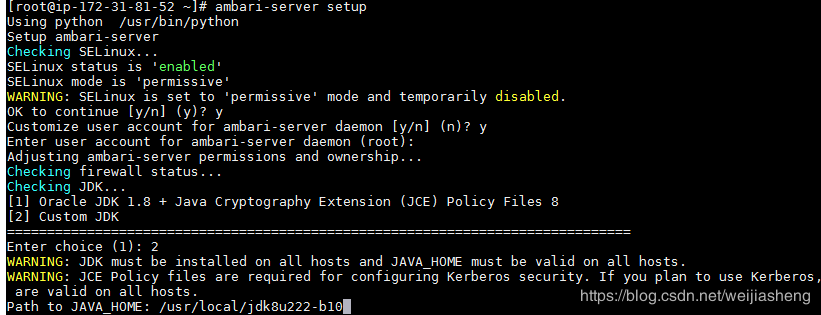 [root@ip-172-31-81-52 ~]# ambari-server setup
Using python  /usr/bin/python
Setup ambari-server
Checking SELinux...
SELinux status is 'enabled'
SELinux mode is 'permissive'
WARNING: SELinux is set to 'permissive' mode and temporarily disabled.
OK to continue [y/n] (y)? y
Customize user account for ambari-server daemon [y/n] (n)? y
Enter user account for ambari-server daemon (root):
Adjusting ambari-server permissions and ownership...
Checking firewall status...
Checking JDK...
[1] Oracle JDK 1.8 + Java Cryptography Extension (JCE) Policy Files 8
[2] Custom JDK
==============================================================================
Enter choice (1): 2
WARNING: JDK must be installed on all hosts and JAVA_HOME must be valid on all hosts.
WARNING: JCE Policy files are required for configuring Kerberos security. If you plan to use Kerberos,
 are valid on all hosts.
Path to JAVA_HOME: /usr/local/jdk8u222-b10
https://blog.csdn.net/weijiasheng